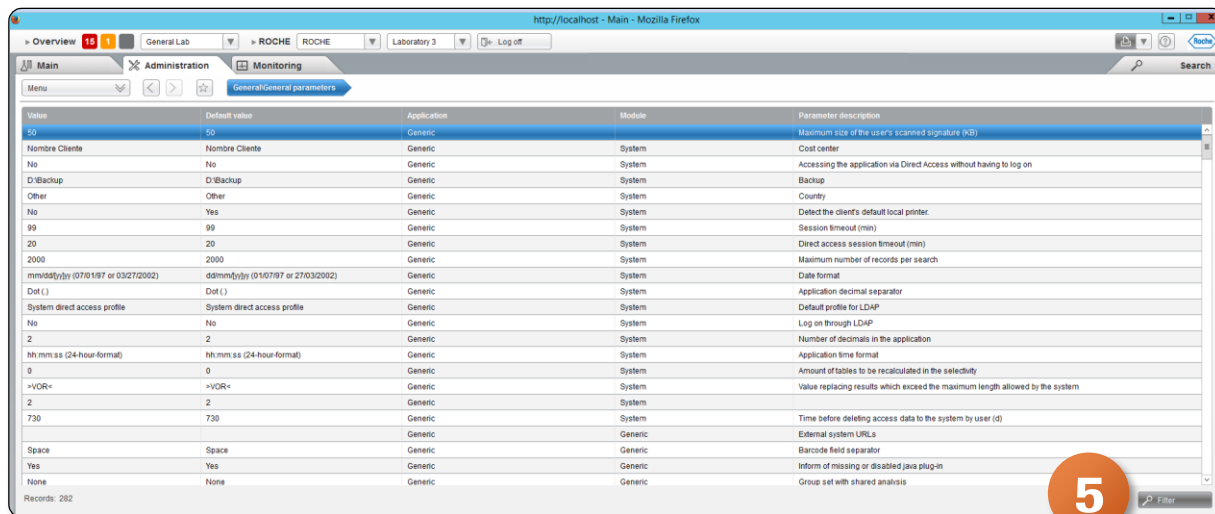 http://localhost - Main - Mozilla Firefox
Overview 15 1 General Lab ROCHE ROCHE Laboratory 3 Log off Roche
Main Administration Monitoring Search
Menu General\General parameters
Value Default value Application Module Parameter description
50 50 Generic Maximum size of the user's scanned signature (KB)
Nombre Cliente Nombre Cliente Generic System Cost center
No No Generic System Accessing the application via Direct Access without having to log on
D:\Backup D:\Backup Generic System Backup
Other Other Generic System Country
No Yes Generic System Detect the client's default local printer.
99 99 Generic System Session timeout (min)
20 20 Generic System Direct access session timeout (min)
2000 2000 Generic System Maximum number of records per search
mm/dd/[yy]yy (07/01/97 or 03/27/2002) dd/mm/[yy]yy (01/07/97 or 27/03/2002) Generic System Date format
Dot (.) Dot (.) Generic System Application decimal separator
System direct access profile System direct access profile Generic System Default profile for LDAP
No No Generic System Log on through LDAP
2 2 Generic System Number of decimals in the application
hh:mm:ss (24-hour-format) hh:mm:ss (24-hour-format) Generic System Application time format
0 0 Generic System Amount of tables to be recalculated in the selectivity
>VOR< >VOR< Generic System Value replacing results which exceed the maximum length allowed by the system
2 2 Generic System
730 730 Generic System Time before deleting access data to the system by user (d)
Generic Generic External system URLs
Space Space Generic Generic Barcode field separator
Yes Yes Generic Generic Inform of missing or disabled java plug-in
None None Generic Generic Group set with shared analysis
Records: 282 5 Filter